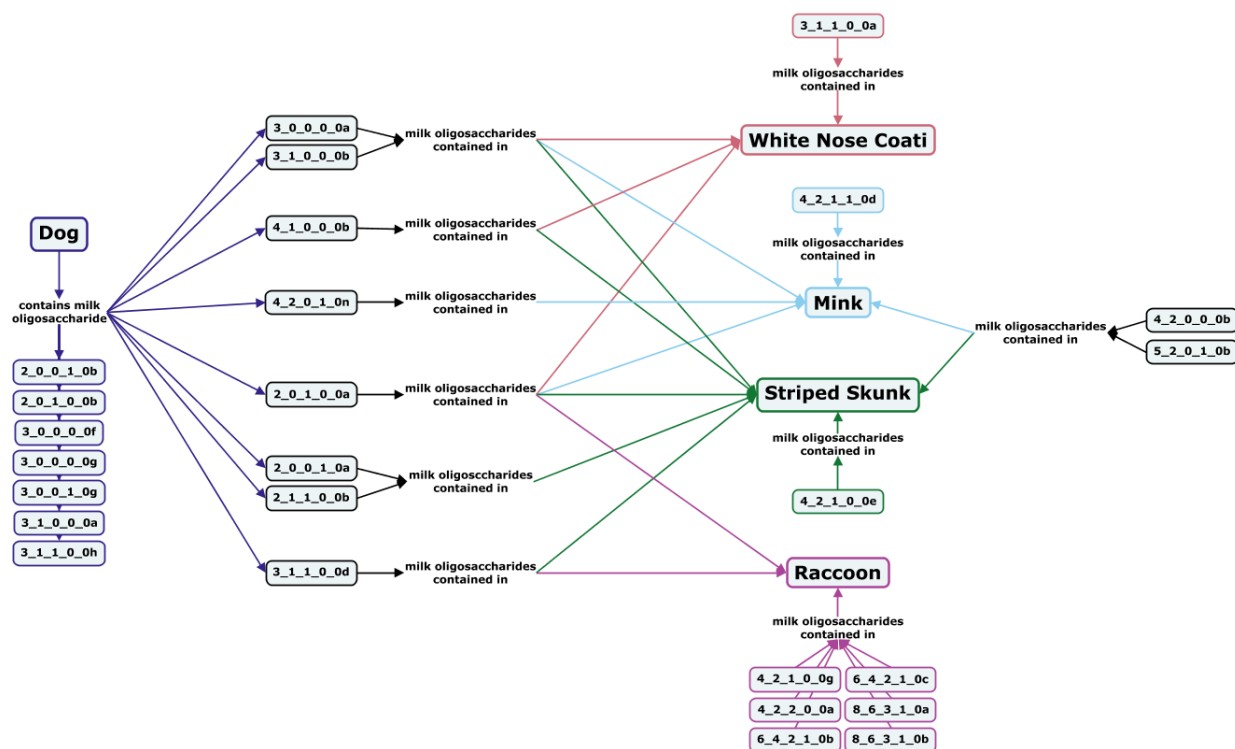 3_1_1_0_0a
milk oligosaccharides
contained in
White Nose Coati
3_0_0_0_0a
3_1_0_0_0b
milk oligosaccharides
contained in
4_2_1_1_0d
milk oligosaccharides
contained in
Mink
Dog
contains milk
oligosaccharide
4_1_0_0_0b
milk oligosaccharides
contained in
4_2_0_1_0n
milk oligosaccharides
contained in
milk oligosaccharides
contained in
4_2_0_0_0b
5_2_0_1_0b
2_0_0_1_0b
2_0_1_0_0b
3_0_0_0_0f
3_0_0_0_0g
3_0_0_1_0g
3_1_0_0_0a
3_1_1_0_0h
2_0_1_0_0a
milk oligosaccharides
contained in
Striped Skunk
milk oligosaccharides
contained in
4_2_1_0_0e
2_0_0_1_0a
2_1_1_0_0b
milk oligosccharides
contained in
3_1_1_0_0d
milk oligosaccharides
contained in
Raccoon
milk oligosaccharides
contained in
4_2_1_0_0g
6_4_2_1_0c
4_2_2_0_0a
8_6_3_1_0a
6_4_2_1_0b
8_6_3_1_0b